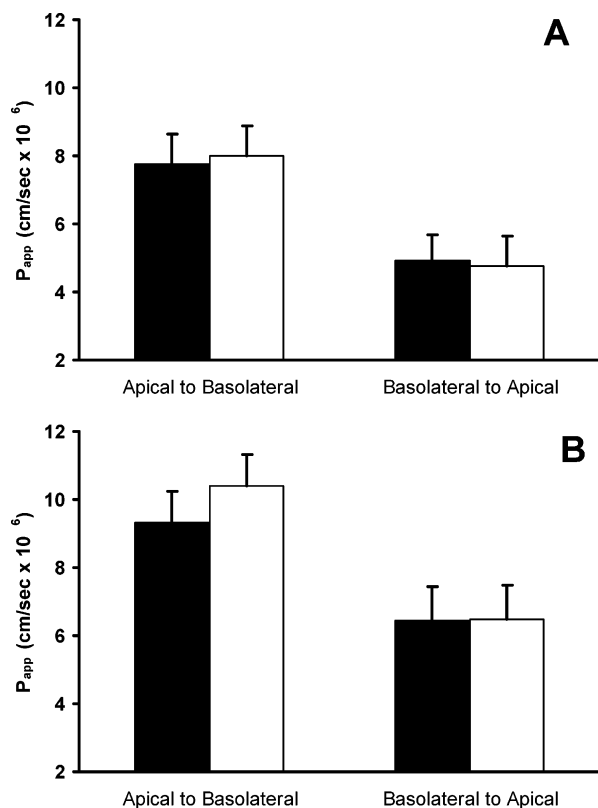 A
12
10
8
6
4
2
Papp (cm/sec x 10 6)
Apical to Basolateral
Basolateral to Apical
B
12
10
8
6
4
2
Papp (cm/sec x 10 6)
Apical to Basolateral
Basolateral to Apical